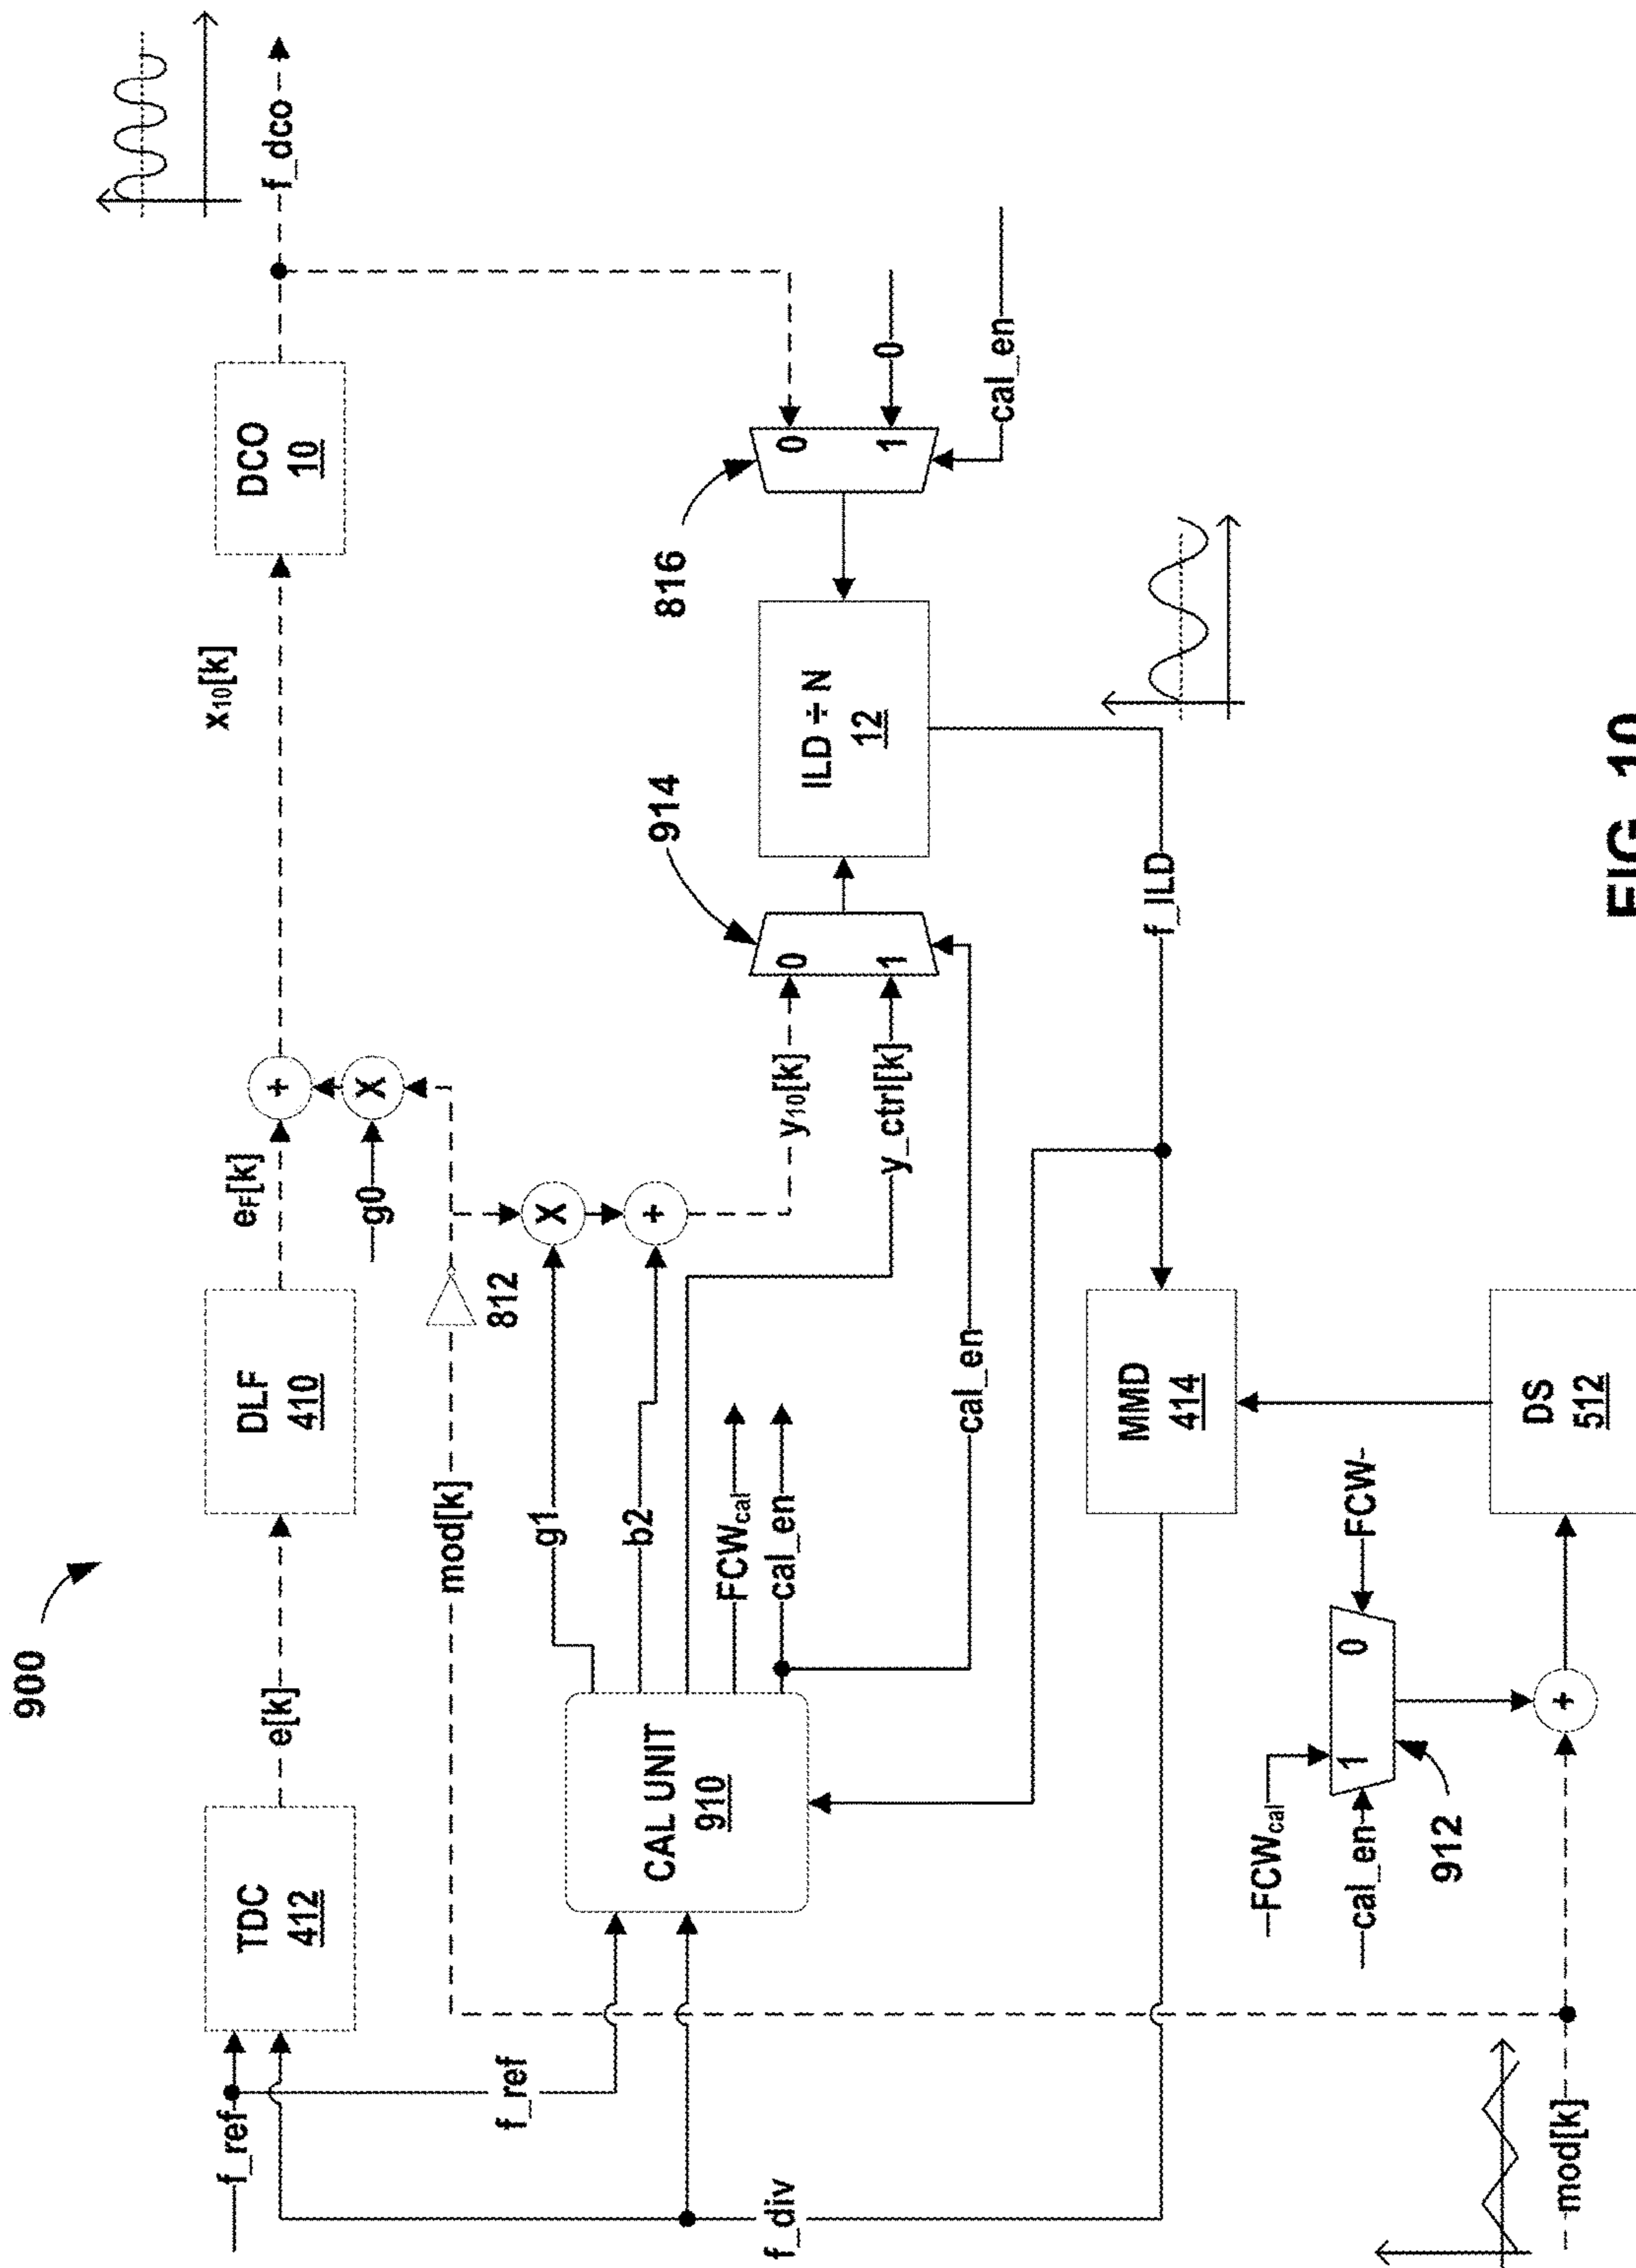 900
f_ref
TDC
412
e[k]
DLF
410
eF[k]
+
x10[k]
DCO
10
f_dco
g0
X
f_ref
mod[k]
812
g1
X
b2
+
y10[k]
y_ctrl[k]
CAL UNIT
910
FCWcal
cal_en
cal_en
914
0
1
ILD ÷ N
12
816
0
1
0
cal_en
f_div
f_ILD
MMD
414
FCWcal
cal_en
1 0
FCW
912
DS
512
mod[k]
+